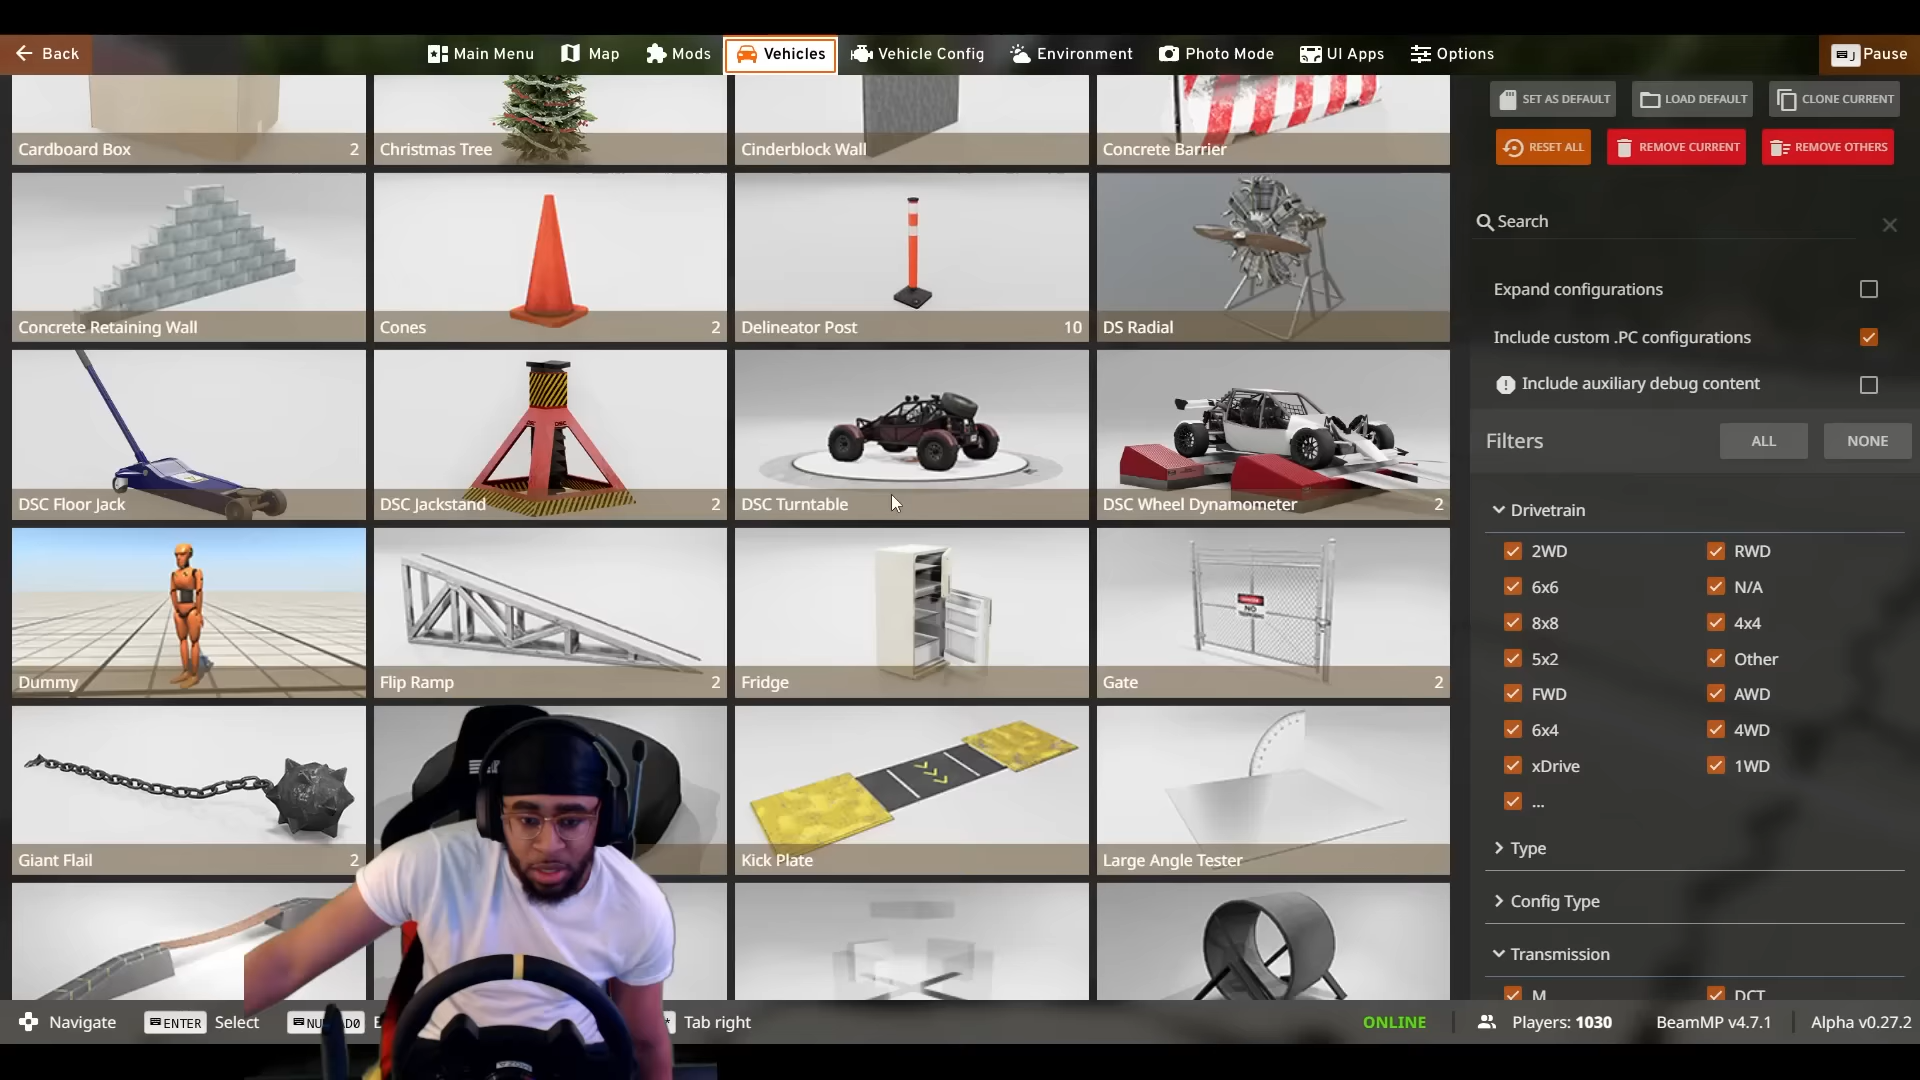 Back
Main Menu
Map
Mods
Vehicles
Vehicle Config
Environment
Photo Mode
UI Apps
Options
J
Pause
SET AS DEFAULT
LOAD DEFAULT
CLONE CURRENT
RESET ALL
REMOVE CURRENT
REMOVE OTHERS
Cardboard Box 2
Christmas Tree
Cinderblock Wall
Concrete Barrier
Search
Concrete Retaining Wall
Cones 2
Delineator Post 10
DS Radial
Expand configurations
Include custom .PC configurations
Include auxiliary debug content
Filters
ALL
NONE
DSC Floor Jack
DSC Jackstand 2
DSC Turntable
DSC Wheel Dynamometer 2
Drivetrain
2WD
RWD
6x6
N/A
8x8
4x4
5x2
Other
FWD
AWD
6x4
4WD
xDrive
1WD
...
Dummy
Flip Ramp 2
Fridge
NO
Gate 2
Giant Flail 2
Kick Plate
Large Angle Tester
Type
Config Type
Transmission
M
DCT
Navigate
ENTER
Select
Tab right
ONLINE
Players: 1030
BeamMP v4.7.1
Alpha v0.27.2